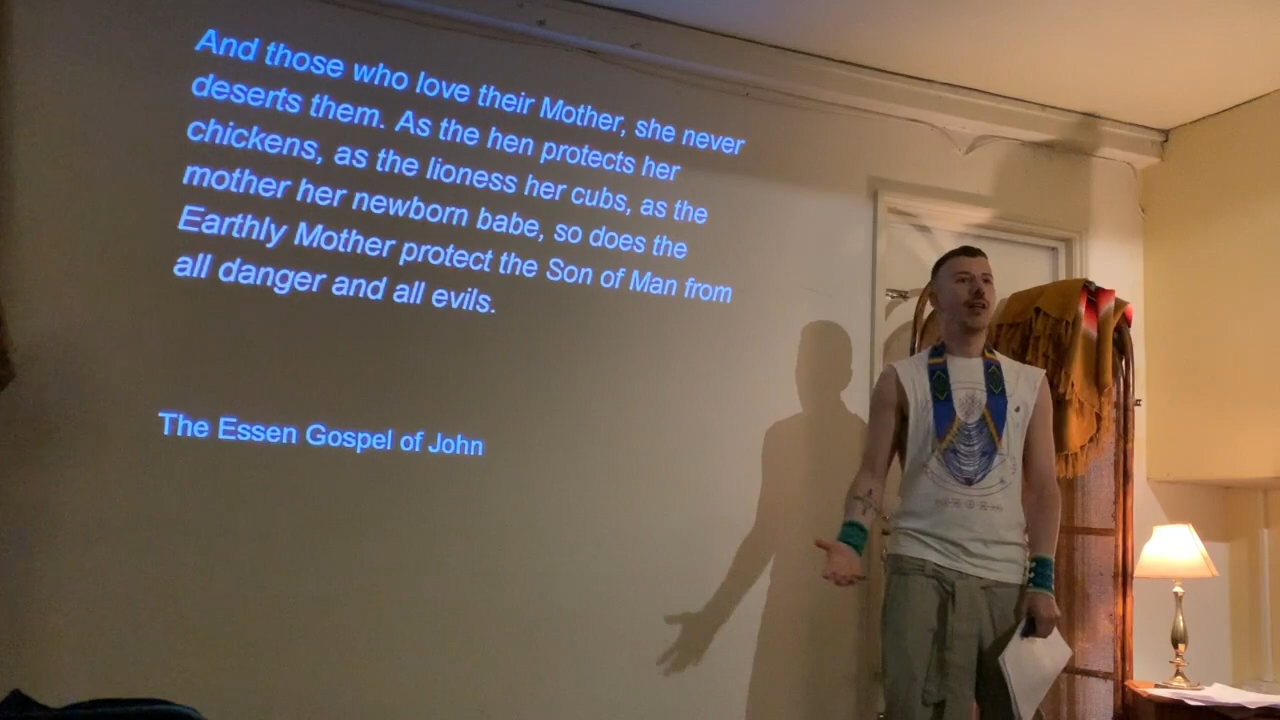 And those who love their Mother, she never
deserts them. As the hen protects her
chickens, as the lioness her cubs, as the
mother her newborn babe, so does the
Earthly Mother protect the Son of Man from
all danger and all evils.
The Essen Gospel of John